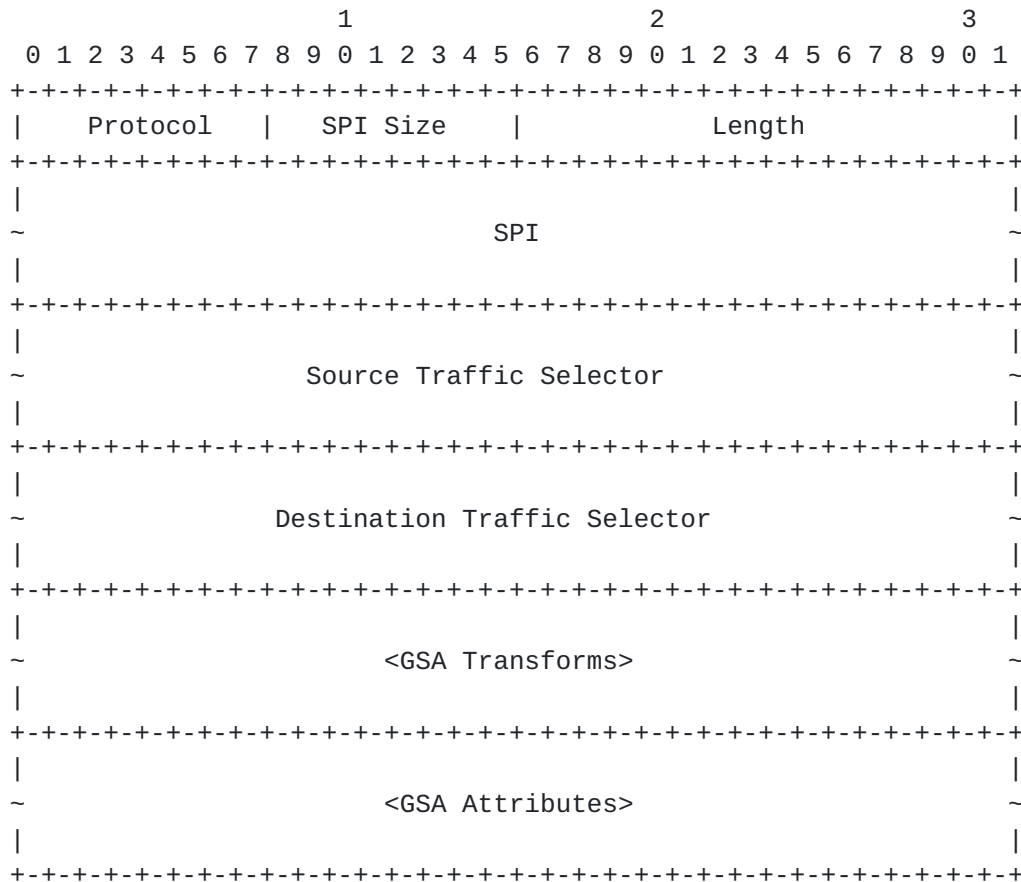 1                   2                   3
 0 1 2 3 4 5 6 7 8 9 0 1 2 3 4 5 6 7 8 9 0 1 2 3 4 5 6 7 8 9 0 1
+-+-+-+-+-+-+-+-+-+-+-+-+-+-+-+-+-+-+-+-+-+-+-+-+-+-+-+-+-+-+-+-+
|    Protocol   |   SPI Size    |            Length             |
+-+-+-+-+-+-+-+-+-+-+-+-+-+-+-+-+-+-+-+-+-+-+-+-+-+-+-+-+-+-+-+-+
|                                                               |
~                              SPI                              ~
|                                                               |
+-+-+-+-+-+-+-+-+-+-+-+-+-+-+-+-+-+-+-+-+-+-+-+-+-+-+-+-+-+-+-+-+
|                                                               |
~                  Source Traffic Selector                      ~
|                                                               |
+-+-+-+-+-+-+-+-+-+-+-+-+-+-+-+-+-+-+-+-+-+-+-+-+-+-+-+-+-+-+-+-+
|                                                               |
~                Destination Traffic Selector                   ~
|                                                               |
+-+-+-+-+-+-+-+-+-+-+-+-+-+-+-+-+-+-+-+-+-+-+-+-+-+-+-+-+-+-+-+-+
|                                                               |
~                       <GSA Transforms>                        ~
|                                                               |
+-+-+-+-+-+-+-+-+-+-+-+-+-+-+-+-+-+-+-+-+-+-+-+-+-+-+-+-+-+-+-+-+
|                                                               |
~                       <GSA Attributes>                        ~
|                                                               |
+-+-+-+-+-+-+-+-+-+-+-+-+-+-+-+-+-+-+-+-+-+-+-+-+-+-+-+-+-+-+-+-+